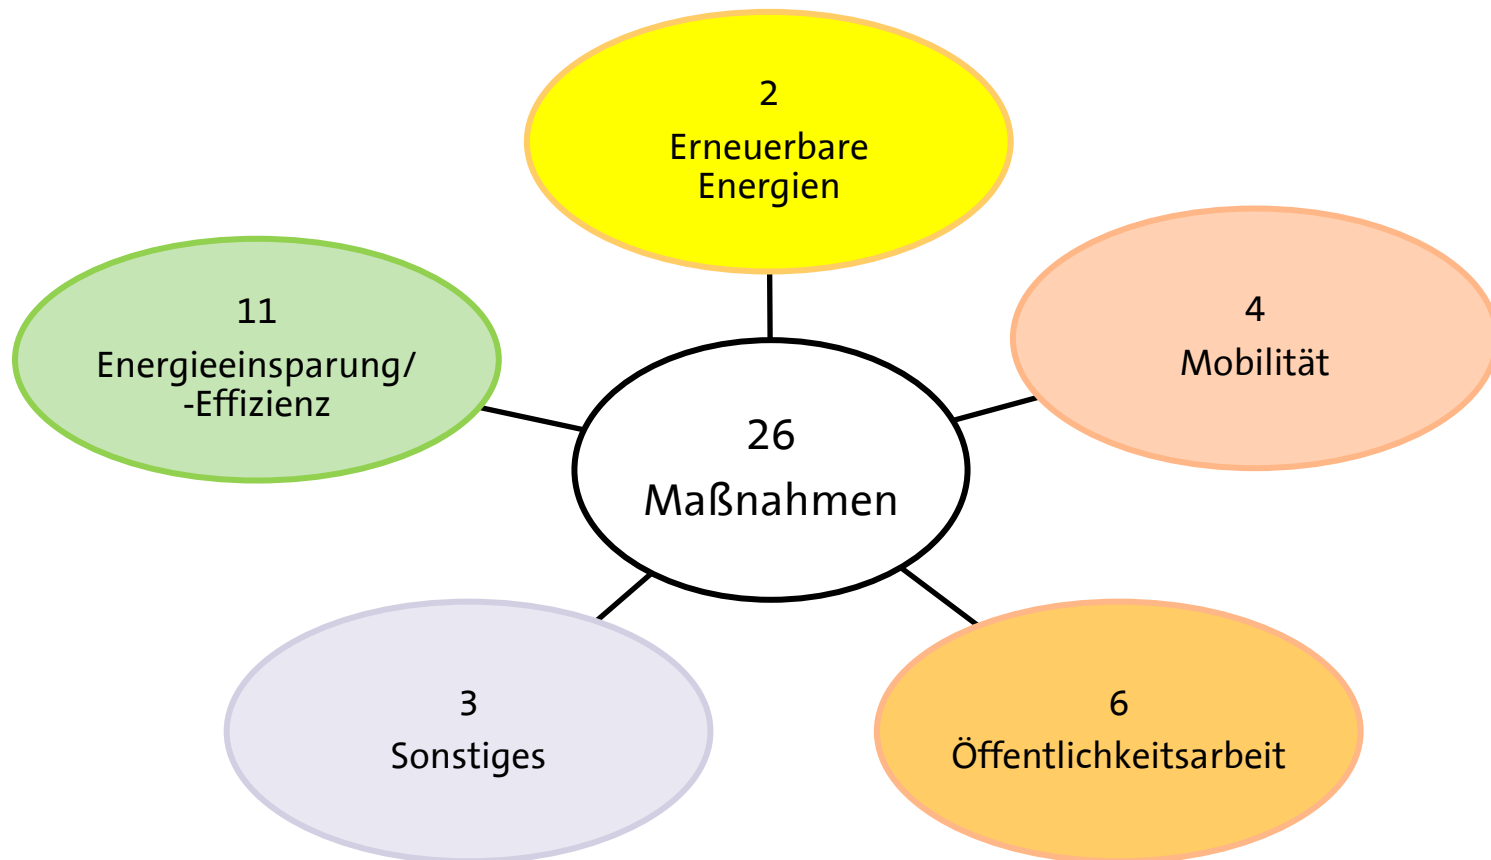 2
Erneuerbare
Energien
11
Energieeinsparung/
-Effizienz
4
Mobilität
26
Maßnahmen
3
Sonstiges
6
Öffentlichkeitsarbeit